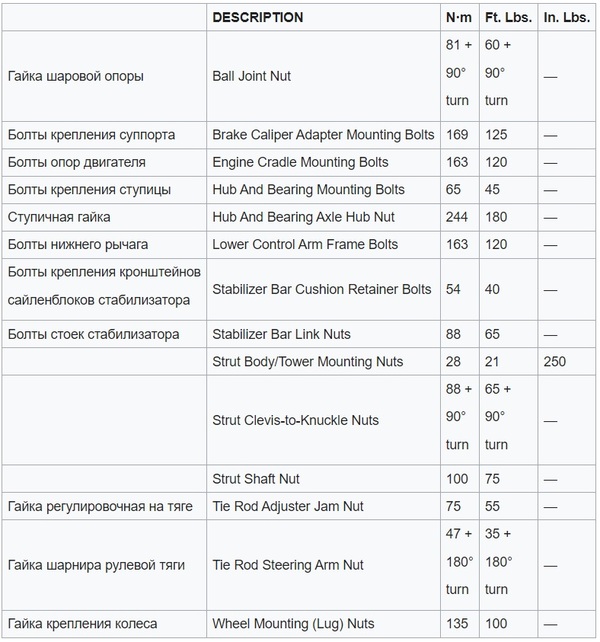 DESCRIPTION N·m Ft. Lbs. In. Lbs.
Гайка шаровой опоры Ball Joint Nut 81 + 90° turn 60 + 90° turn —
Болты крепления суппорта Brake Caliper Adapter Mounting Bolts 169 125 —
Болты опор двигателя Engine Cradle Mounting Bolts 163 120 —
Болты крепления ступицы Hub And Bearing Mounting Bolts 65 45 —
Ступичная гайка Hub And Bearing Axle Hub Nut 244 180 —
Болты нижнего рычага Lower Control Arm Frame Bolts 163 120 —
Болты крепления кронштейнов
сайленблоков стабилизатора Stabilizer Bar Cushion Retainer Bolts 54 40 —
Болты стоек стабилизатора Stabilizer Bar Link Nuts 88 65 —
Strut Body/Tower Mounting Nuts 28 21 250
Strut Clevis-to-Knuckle Nuts 88 + 90° turn 65 + 90° turn —
Strut Shaft Nut 100 75 —
Гайка регулировочная на тяге Tie Rod Adjuster Jam Nut 75 55 —
Гайка шарнира рулевой тяги Tie Rod Steering Arm Nut 47 + 180° turn 35 + 180° turn —
Гайка крепления колеса Wheel Mounting (Lug) Nuts 135 100 —